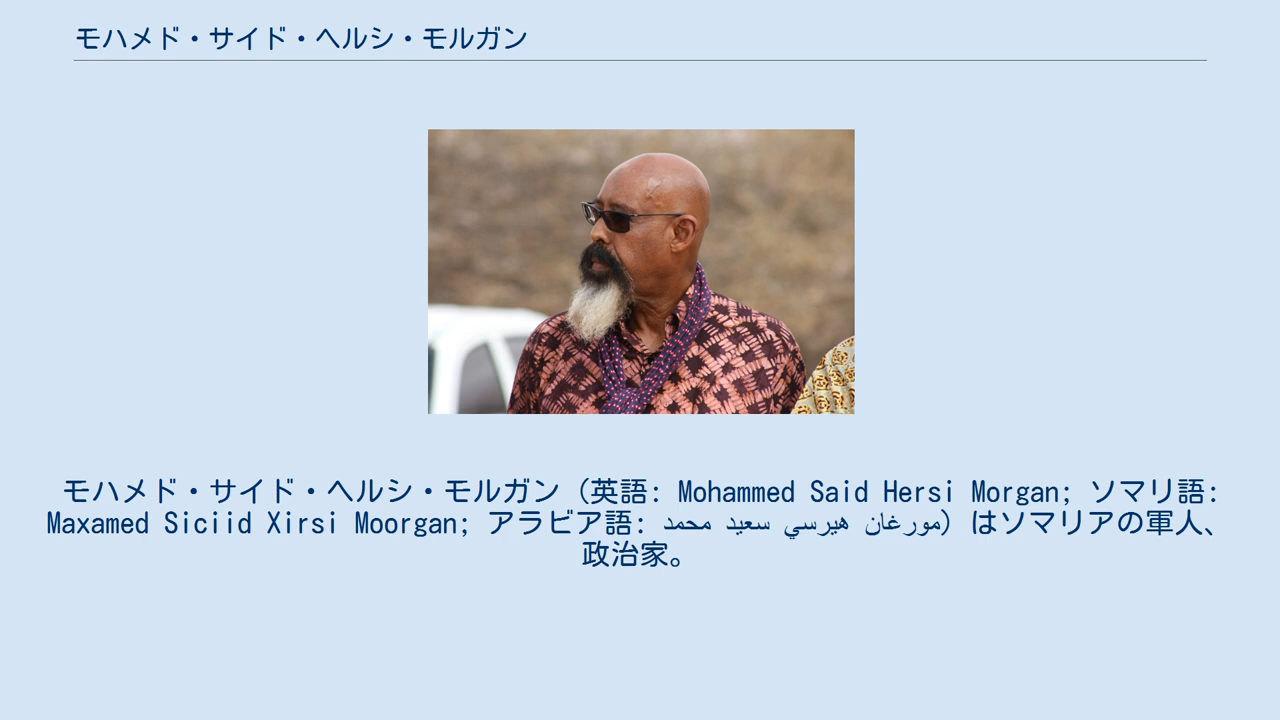 モハメド・サイド・ヘルシ・モルガン
モハメド・サイド・ヘルシ・モルガン（英語: Mohammed Said Hersi Morgan; ソマリ語:
Maxamed Siciid Xirsi Moorgan; アラビア語: محمد سعيد هيرسي مورغان）はソマリアの軍人、
政治家。